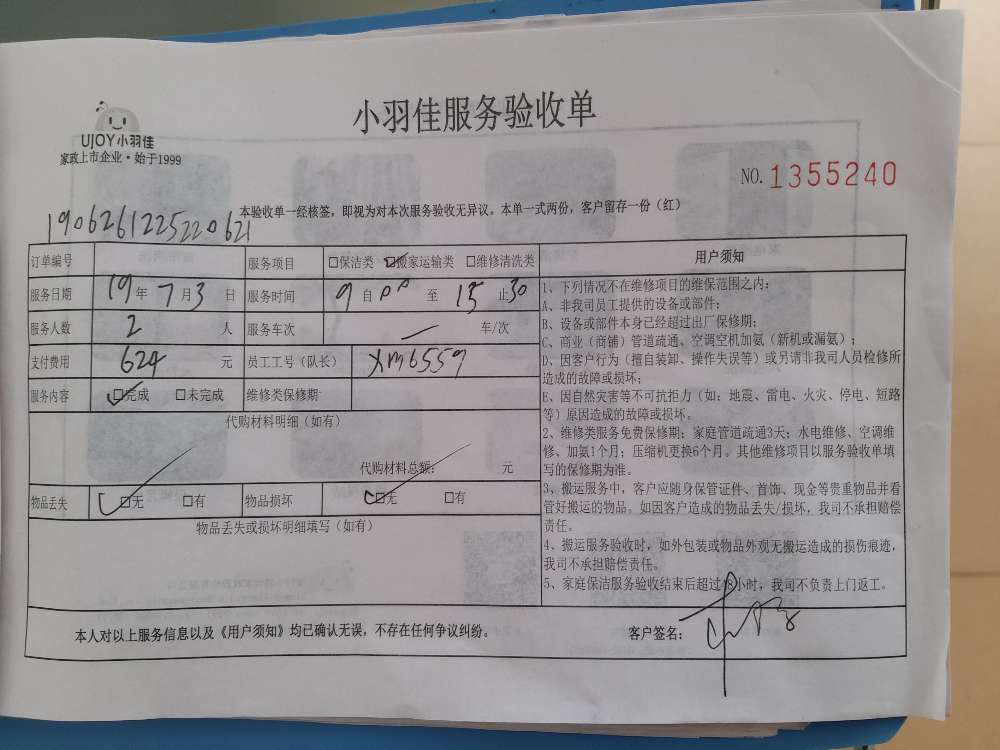 UJOY小羽佳
家政上市企业·始于1999
小羽佳服务验收单
NO.1355240
本验收单一经核签，即视为对本次服务验收无异议。本单一式两份，客户留存一份（红）
1906261225220621
订单编号 服务项目 □保洁类 □搬家运输类 □维修清洗类
服务日期 19年7月3日 服务时间 9自00至15止30
服务人数 2人 服务车次 车/次
支付费用 624元 员工工号（队长） XM6559
服务内容 □完成 □未完成 维修类保修期：
代购材料明细（如有）
代购材料总额： 元
物品丢失 □无 □有 物品损坏 □无 □有
物品丢失或损坏明细填写（如有）
用户须知
1、下列情况不在维修项目的维保范围之内：
A、非我司员工提供的设备或部件；
B、设备或部件本身已经超过出厂保修期；
C、商业（商铺）管道疏通、空调空机加氨（新机或漏氨）；
D、因客户行为（擅自装卸、操作失误等）或另请非我司人员检修所
造成的故障或损坏；
E、因自然灾害等不可抗拒力（如：地震、雷电、火灾、停电、短路
等）原因造成的故障或损坏。
2、维修类服务免费保修期：家庭管道疏通3天；水电维修、空调维
修、加氨1个月；压缩机更换6个月。其他维修项目以服务验收单填
写的保修期为准。
3、搬运服务中，客户应随身保管证件、首饰、现金等贵重物品并看
管好搬运的物品。如因客户造成的物品丢失/损坏，我司不承担赔偿
责任。
4、搬运服务验收时，如外包装或物品外观无搬运造成的损伤痕迹，
我司不承担赔偿责任。
5、家庭保洁服务验收结束后超过小时，我司不负责上门返工。
本人对以上服务信息以及《用户须知》均已确认无误，不存在任何争议纠纷。
客户签名：